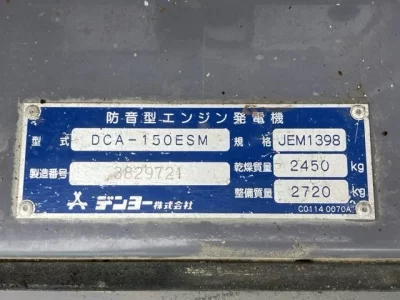 防音型エンジン発電機
型式 DCA-150ESM 規格 JEM1398
製造番号 3829721 乾燥質量 2450 kg
整備質量 2720 kg
デンヨー株式会社 C0114 0670A